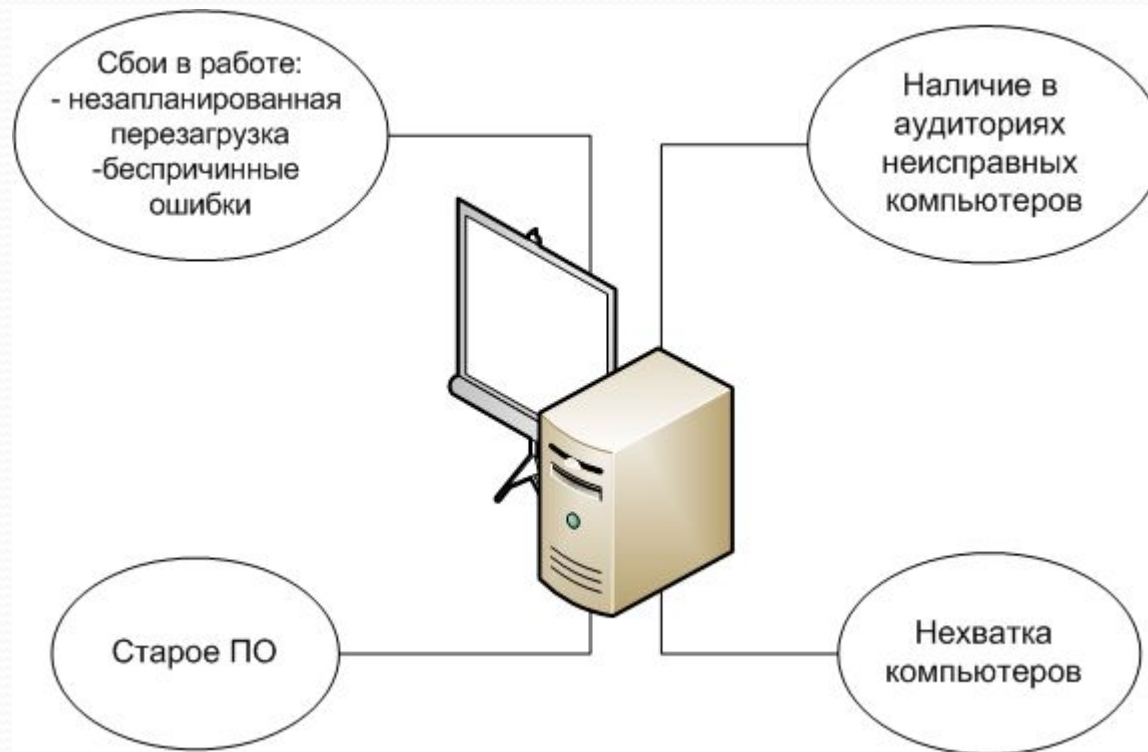 Сбои в работе:
- незапланированная
перезагрузка
-беспричинные
ошибки
Наличие в
аудиториях
неисправных
компьютеров
Старое ПО
Нехватка
компьютеров